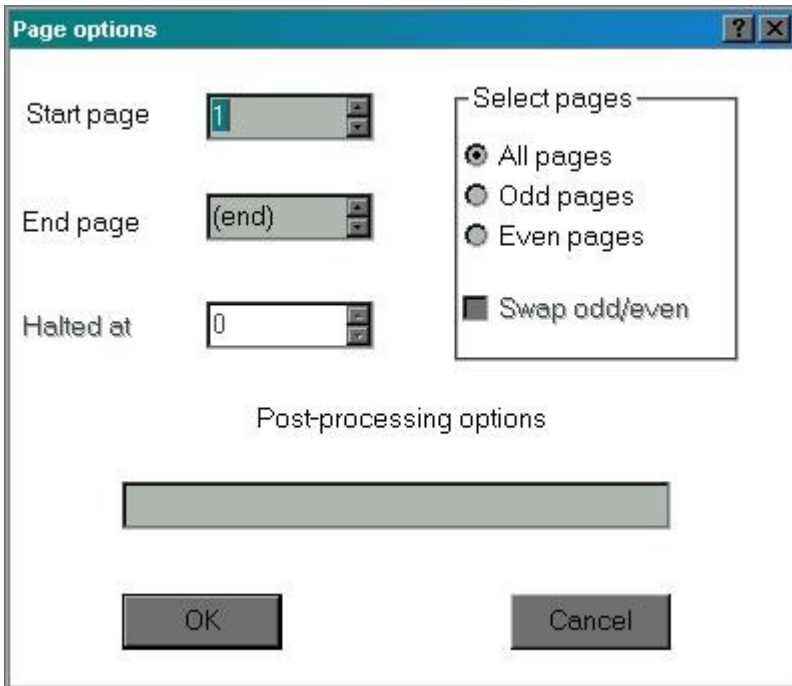 Page options
Start page 1
End page (end)
Halted at 0
Select pages
All pages
Odd pages
Even pages
Swap odd/even
Post-processing options
OK Cancel